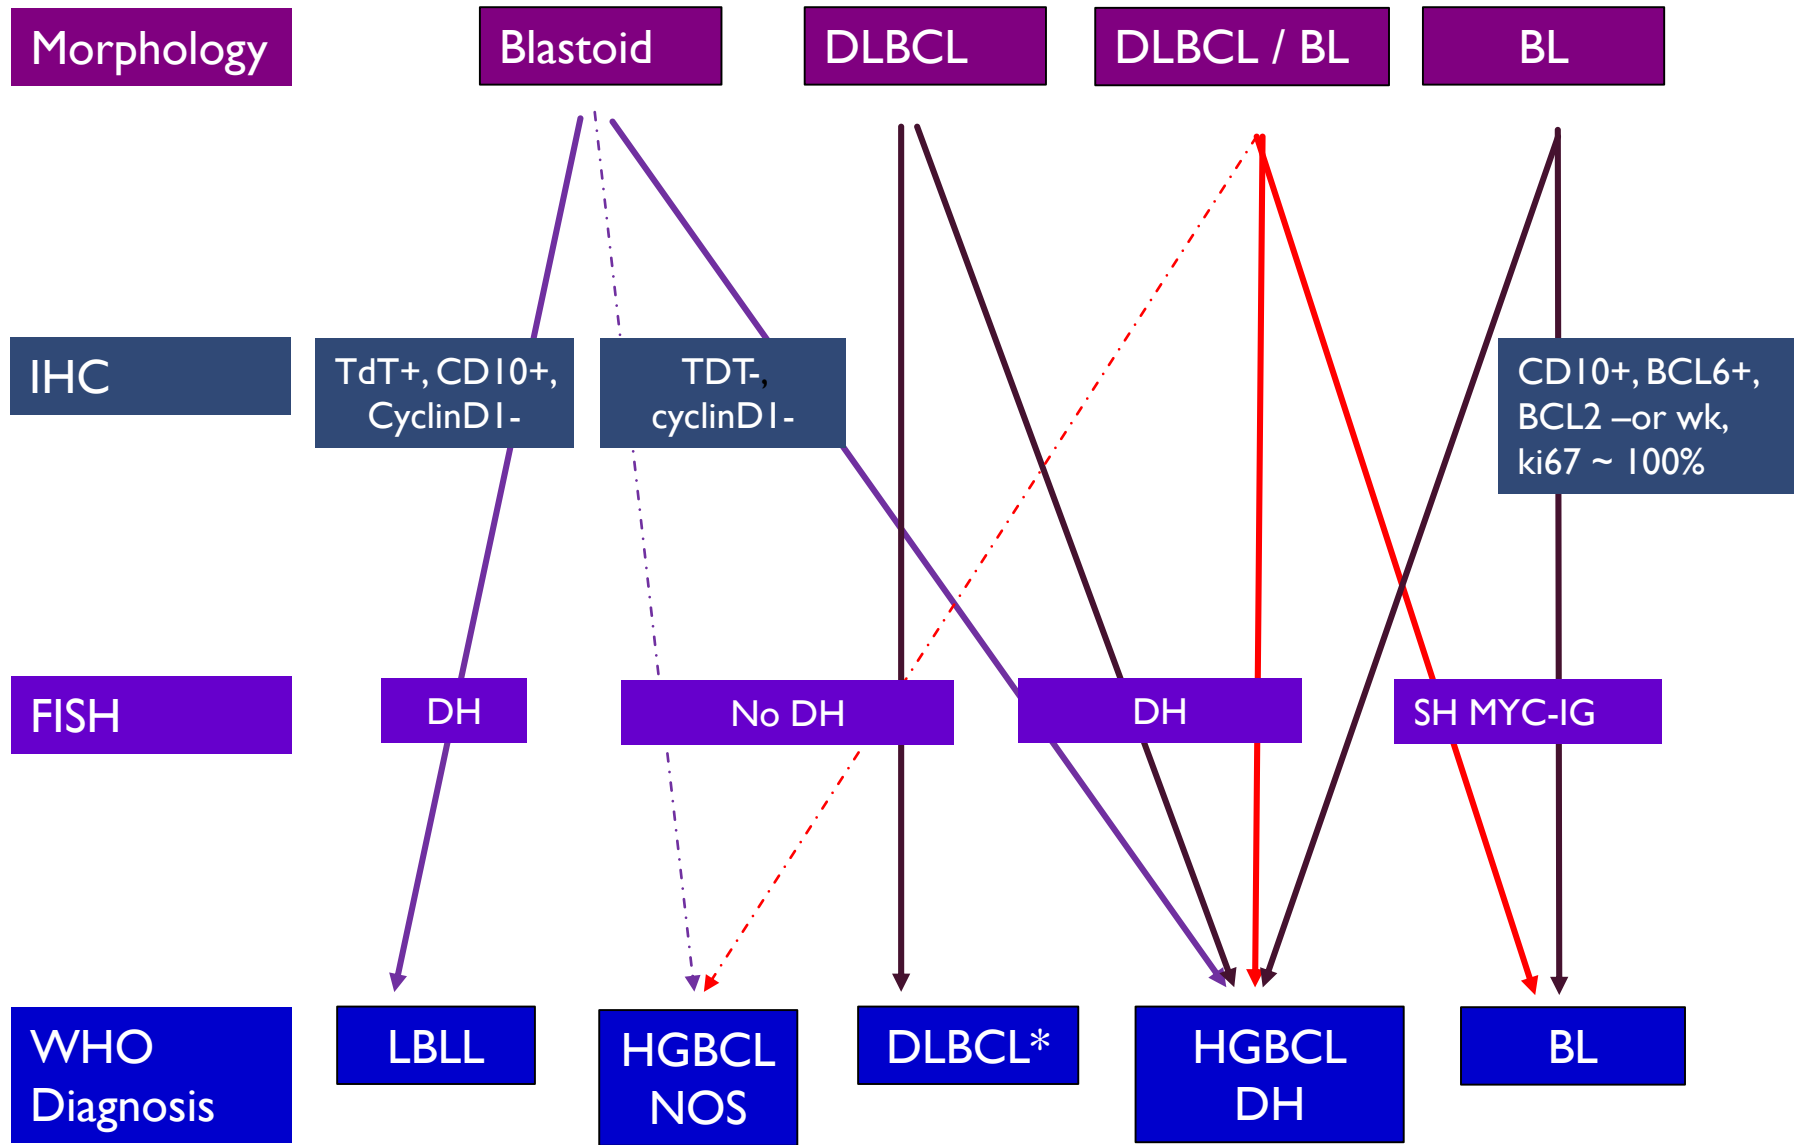 Morphology
Blastoid
DLBCL
DLBCL / BL
BL
IHC
TdT+, CD10+,
CyclinD1-
TDT-,
cyclinD1-
CD10+, BCL6+,
BCL2 –or wk,
ki67 ~ 100%
FISH
DH
No DH
DH
SH MYC-IG
WHO
Diagnosis
LBLL
HGBCL
NOS
DLBCL*
HGBCL
DH
BL